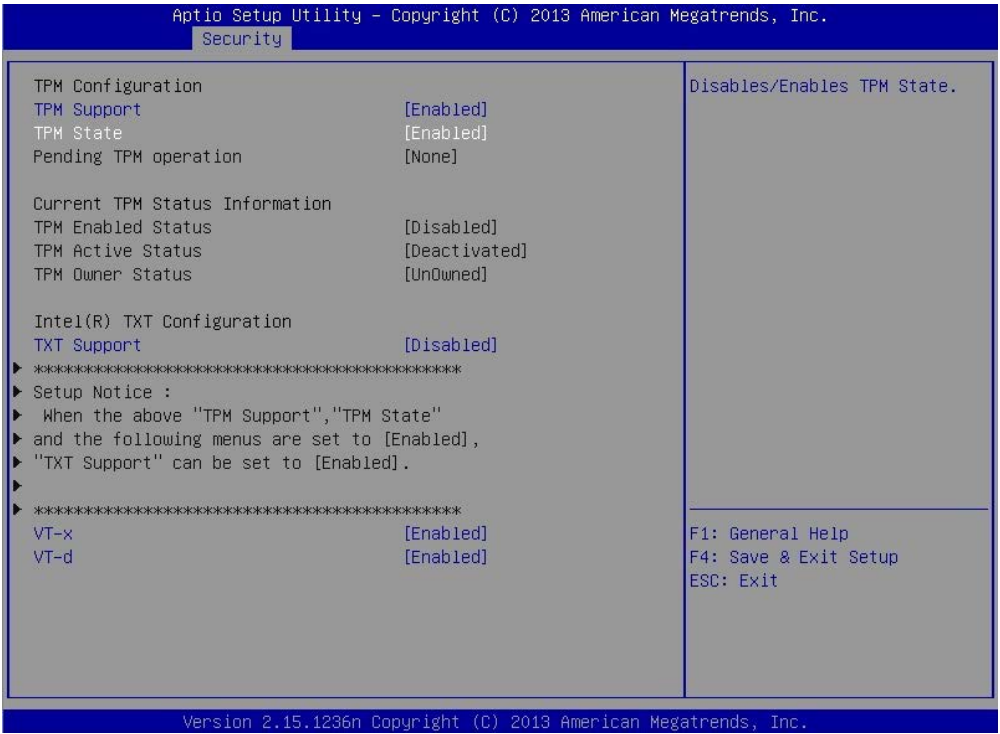 Aptio Setup Utility – Copyright (C) 2013 American Megatrends, Inc.
Security
TPM Configuration
TPM Support [Enabled]
TPM State [Enabled]
Pending TPM operation [None]
Current TPM Status Information
TPM Enabled Status [Disabled]
TPM Active Status [Deactivated]
TPM Owner Status [UnOwned]
Intel(R) TXT Configuration
TXT Support [Disabled]
**********************************************
Setup Notice :
When the above "TPM Support","TPM State"
and the following menus are set to [Enabled],
"TXT Support" can be set to [Enabled].
**********************************************
VT-x [Enabled]
VT-d [Enabled]
Disables/Enables TPM State.
F1: General Help
F4: Save & Exit Setup
ESC: Exit
Version 2.15.1236n Copyright (C) 2013 American Megatrends, Inc.